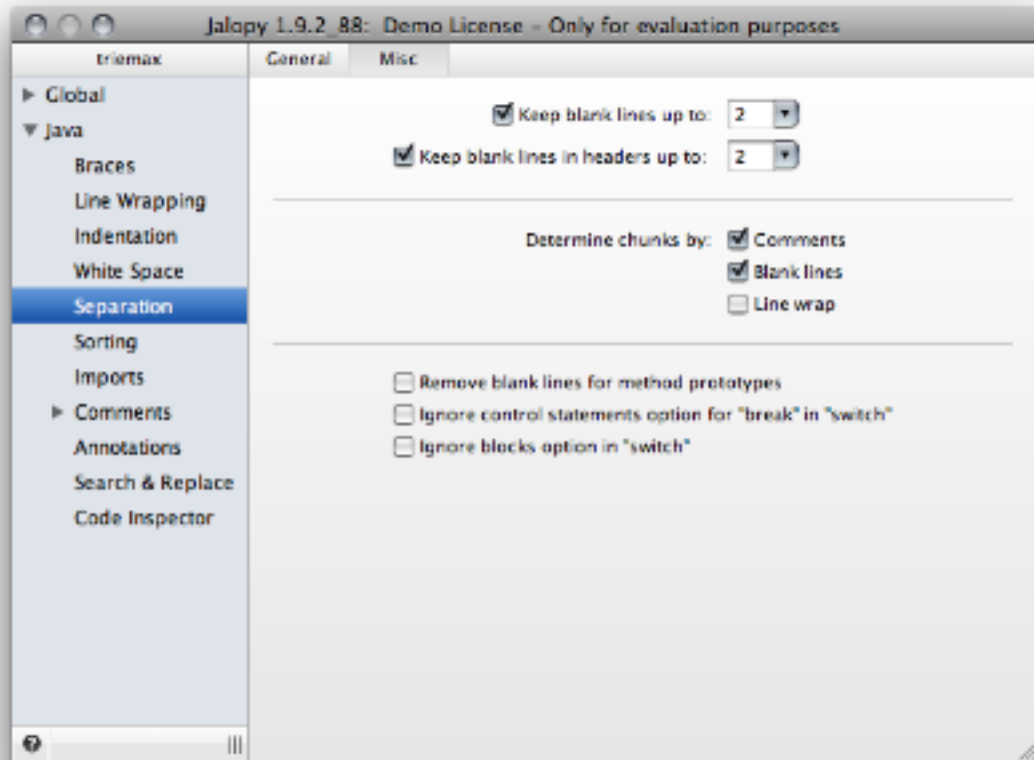 Jalopy 1.9.2_88: Demo License – Only for evaluation purposes
triemax
General Misc
Global
Java
Braces
Line Wrapping
Indentation
White Space
Separation
Sorting
Imports
Comments
Annotations
Search & Replace
Code Inspector
Keep blank lines up to: 2
Keep blank lines in headers up to: 2
Determine chunks by: Comments
Blank lines
Line wrap
Remove blank lines for method prototypes
Ignore control statements option for "break" in "switch"
Ignore blocks option in "switch"
?